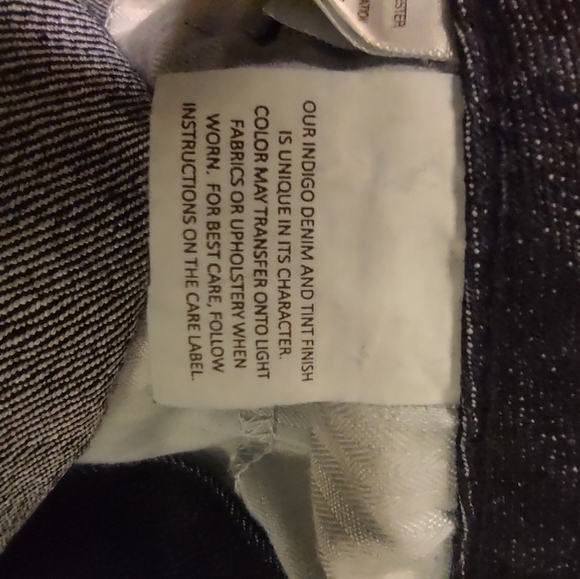 OUR INDIGO DENIM AND TINT FINISH
IS UNIQUE IN ITS CHARACTER.
COLOR MAY TRANSFER ONTO LIGHT
FABRICS OR UPHOLSTERY WHEN
WORN. FOR BEST CARE, FOLLOW
INSTRUCTIONS ON THE CARE LABEL.